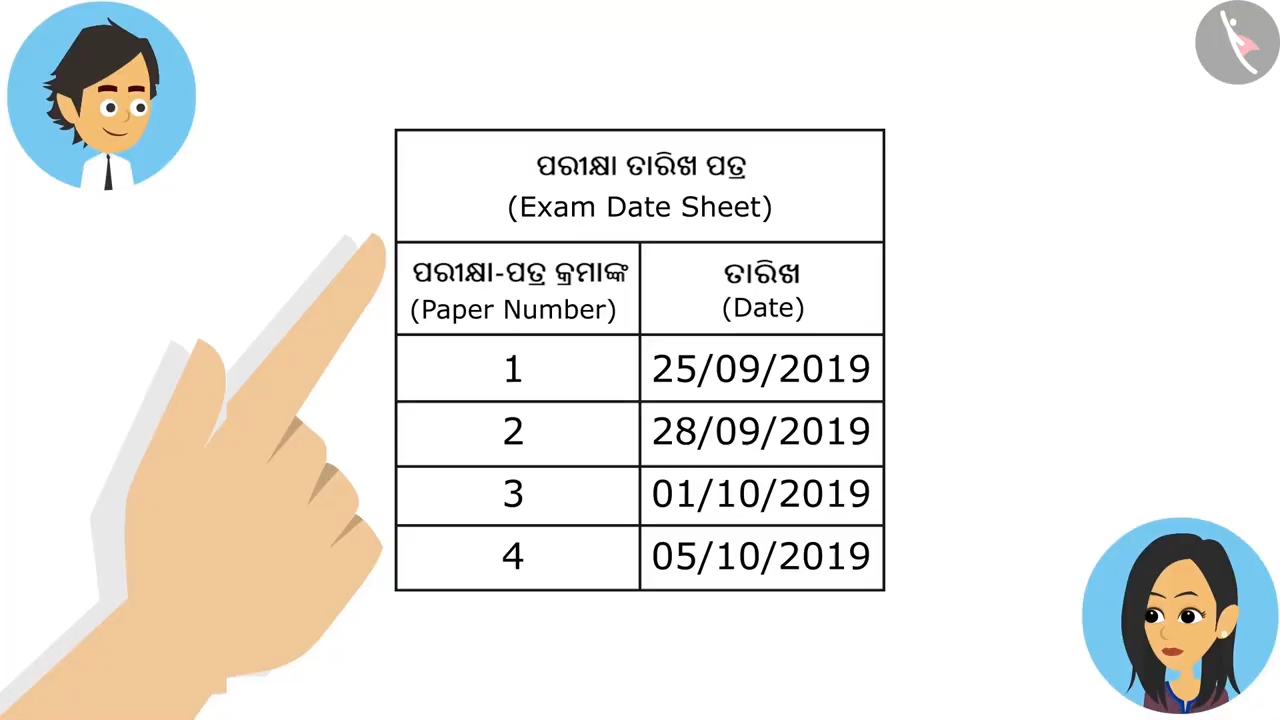 ପରୀକ୍ଷା ତାରିଖ ପତ୍ର
(Exam Date Sheet)
ପରୀକ୍ଷା-ପତ୍ର କ୍ରମାଙ୍କ
(Paper Number)
ତାରିଖ
(Date)
1 25/09/2019
2 28/09/2019
3 01/10/2019
4 05/10/2019